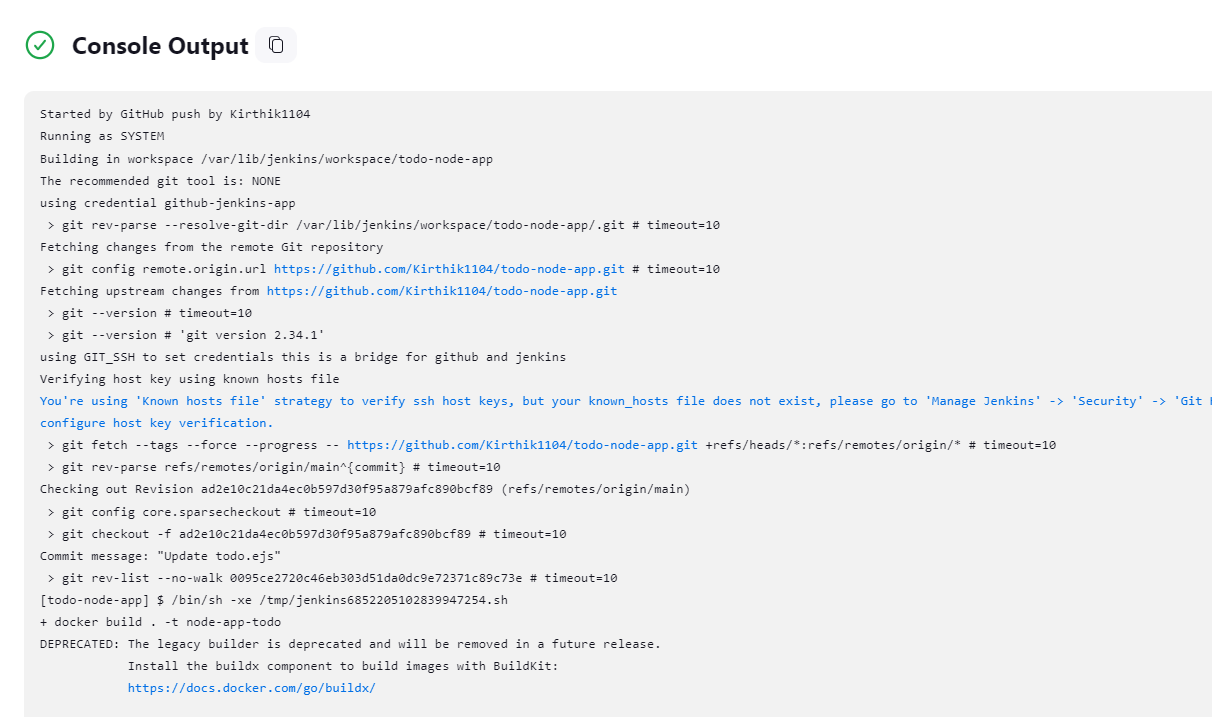 Console Output
Started by GitHub push by Kirthik1104
Running as SYSTEM
Building in workspace /var/lib/jenkins/workspace/todo-node-app
The recommended git tool is: NONE
using credential github-jenkins-app
 > git rev-parse --resolve-git-dir /var/lib/jenkins/workspace/todo-node-app/.git # timeout=10
Fetching changes from the remote Git repository
 > git config remote.origin.url https://github.com/Kirthik1104/todo-node-app.git # timeout=10
Fetching upstream changes from https://github.com/Kirthik1104/todo-node-app.git
 > git --version # timeout=10
 > git --version # 'git version 2.34.1'
using GIT_SSH to set credentials this is a bridge for github and jenkins
Verifying host key using known hosts file
You're using 'Known hosts file' strategy to verify ssh host keys, but your known_hosts file does not exist, please go to 'Manage Jenkins' -> 'Security' -> 'Git
configure host key verification.
 > git fetch --tags --force --progress -- https://github.com/Kirthik1104/todo-node-app.git +refs/heads/*:refs/remotes/origin/* # timeout=10
 > git rev-parse refs/remotes/origin/main^{commit} # timeout=10
Checking out Revision ad2e10c21da4ec0b597d30f95a879afc890bcf89 (refs/remotes/origin/main)
 > git config core.sparsecheckout # timeout=10
 > git checkout -f ad2e10c21da4ec0b597d30f95a879afc890bcf89 # timeout=10
Commit message: "Update todo.ejs"
 > git rev-list --no-walk 0095ce2720c46eb303d51da0dc9e72371c89c73e # timeout=10
[todo-node-app] $ /bin/sh -xe /tmp/jenkins6852205102839947254.sh
+ docker build . -t node-app-todo
DEPRECATED: The legacy builder is deprecated and will be removed in a future release.
            Install the buildx component to build images with BuildKit:
            https://docs.docker.com/go/buildx/